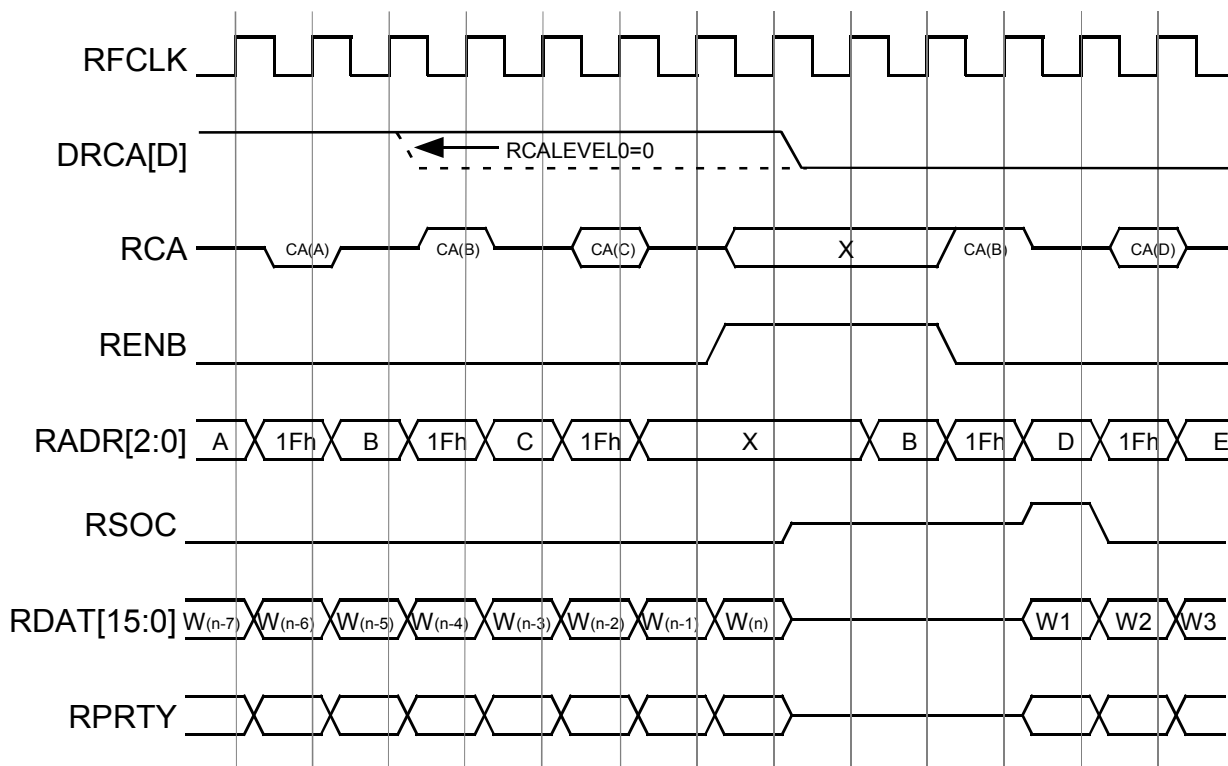 RFCLK
DRCA[D]
RCALEVEL0=0
RCA CA(A) CA(B) CA(C) X CA(B) CA(D)
RENB
RADR[2:0] A 1Fh B 1Fh C 1Fh X B 1Fh D 1Fh E
RSOC
RDAT[15:0] W(n-7) W(n-6) W(n-5) W(n-4) W(n-3) W(n-2) W(n-1) W(n) W1 W2 W3
RPRTY